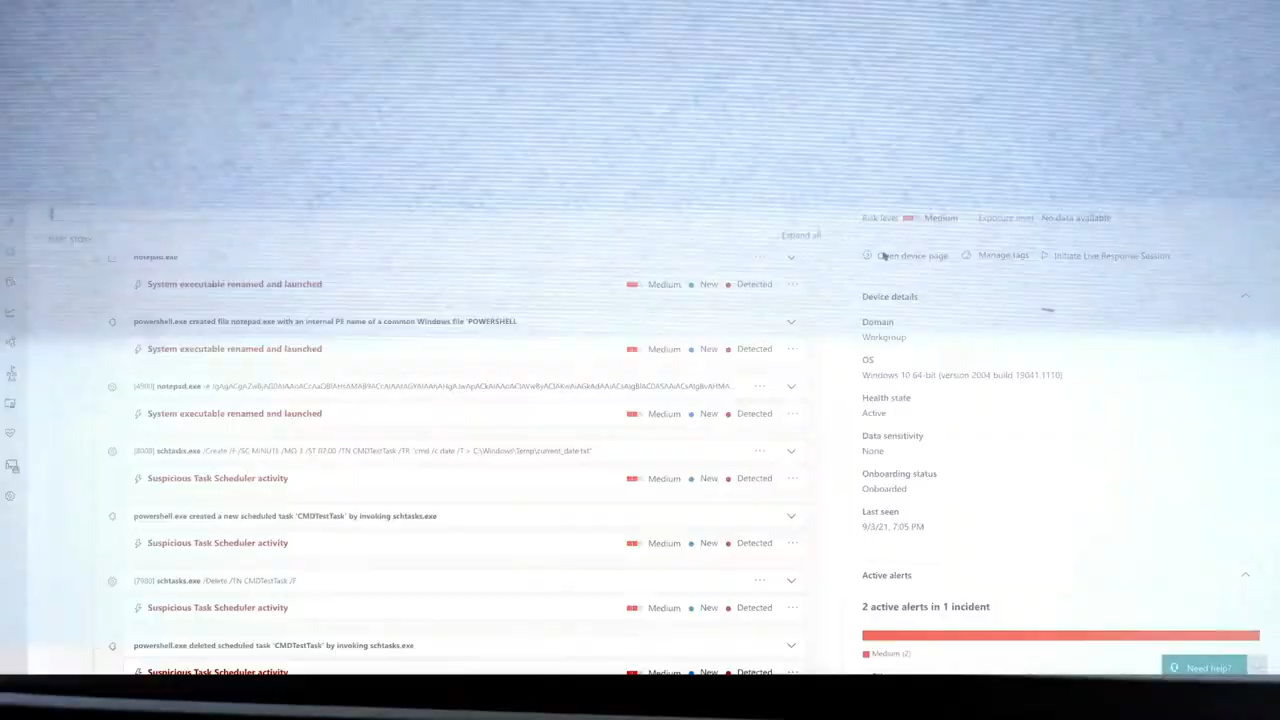 Risk level Medium Exposure level No data available
Expand all
Open device page Manage tags Initiate Live Response Session
notepad.exe
System executable renamed and launched Medium New Detected ...
Device details
powershell.exe created file notepad.exe with an internal PE name of a common Windows file 'POWERSHELL
Domain
Workgroup
System executable renamed and launched Medium New Detected ...
OS
Windows 10 64-bit (version 2004 build 19041.1110)
[4900] notepad.exe -e
Health state
Active
System executable renamed and launched Medium New Detected ...
Data sensitivity
None
[8008] schtasks.exe /Create /F /SC MINUTE /MO 3 /ST 07:00 /TN CMDTestTask /TR "cmd /c date /T > C:\Windows\Temp\current_date.txt"
Suspicious Task Scheduler activity Medium New Detected ...
Onboarding status
Onboarded
powershell.exe created a new scheduled task 'CMDTestTask' by invoking schtasks.exe
Last seen
9/3/21, 7:05 PM
Suspicious Task Scheduler activity Medium New Detected ...
Active alerts
[7980] schtasks.exe /Delete /TN CMDTestTask /F
Suspicious Task Scheduler activity Medium New Detected ...
2 active alerts in 1 incident
powershell.exe deleted scheduled task 'CMDTestTask' by invoking schtasks.exe
Medium (2)
Suspicious Task Scheduler activity Medium New Detected ...
Need help?